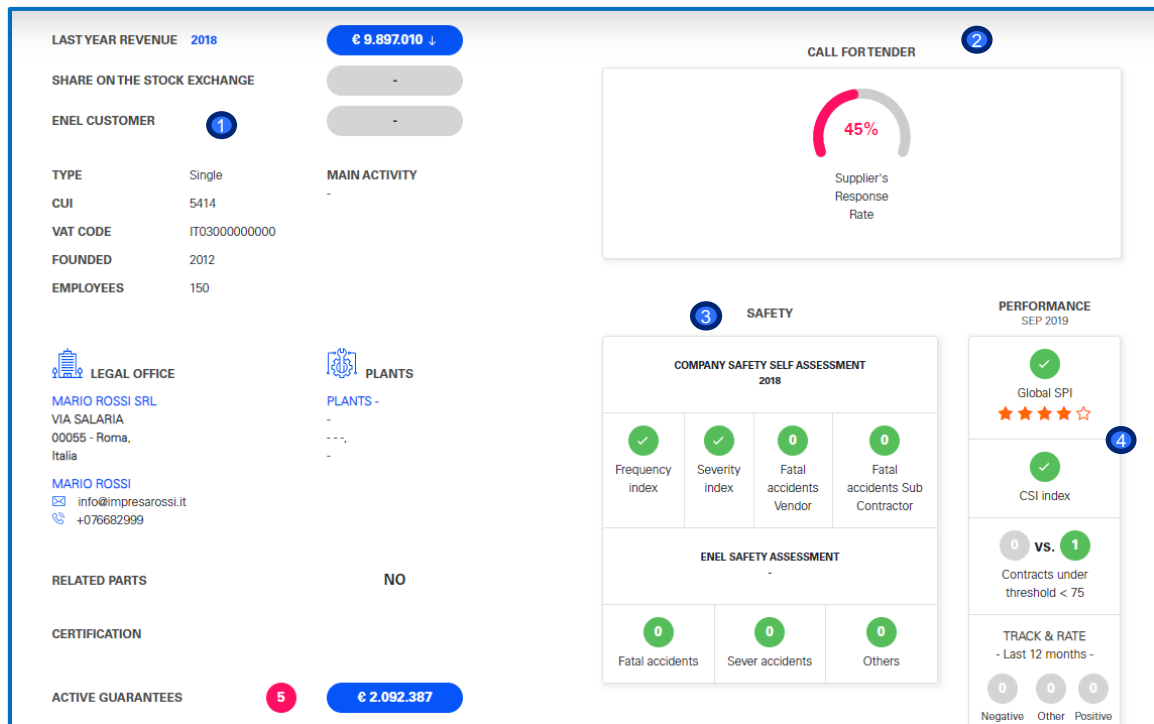 LAST YEAR REVENUE 2018 € 9.897.010 ↓
SHARE ON THE STOCK EXCHANGE -
ENEL CUSTOMER 1 -
TYPE Single
CUI 5414
VAT CODE IT03000000000
FOUNDED 2012
EMPLOYEES 150
MAIN ACTIVITY
-
LEGAL OFFICE
MARIO ROSSI SRL
VIA SALARIA
00055 - Roma,
Italia
MARIO ROSSI
info@impresarossi.it
+076682999
PLANTS
PLANTS -
-
- - -,
-
RELATED PARTS NO
CERTIFICATION
ACTIVE GUARANTEES 5 € 2.092.387
2
CALL FOR TENDER
45%
Supplier's
Response
Rate
3 SAFETY
COMPANY SAFETY SELF ASSESSMENT
2018
Frequency
index
Severity
index
0
Fatal
accidents
Vendor
0
Fatal
accidents Sub
Contractor
ENEL SAFETY ASSESSMENT
-
0
Fatal accidents
0
Sever accidents
0
Others
PERFORMANCE
SEP 2019
Global SPI
4
CSI index
0 VS. 1
Contracts under
threshold < 75
TRACK & RATE
- Last 12 months -
0 0 0
Negative Other Positive